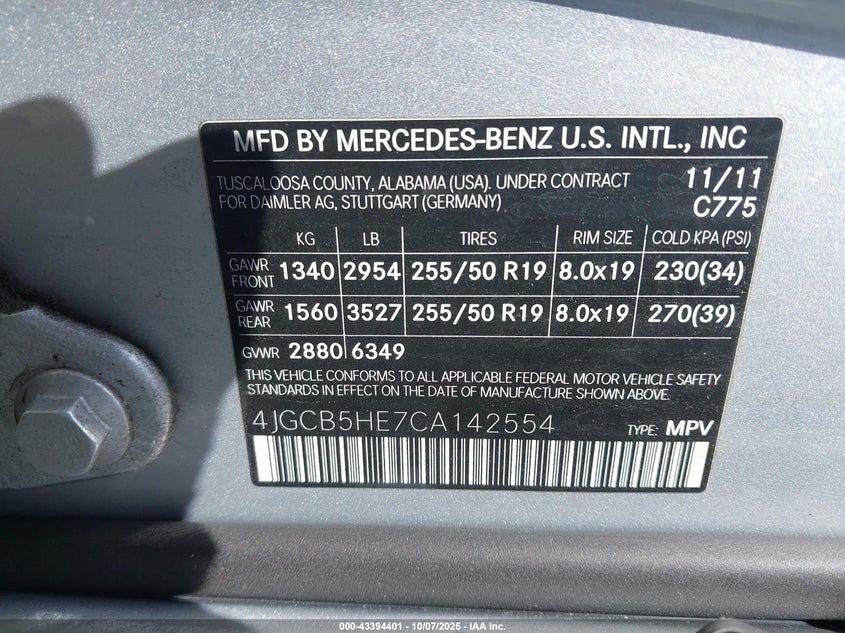 MFD BY MERCEDES-BENZ U.S. INTL., INC
TUSCALOOSA COUNTY, ALABAMA (USA). UNDER CONTRACT 11/11
FOR DAIMLER AG, STUTTGART (GERMANY) C775
KG LB TIRES RIM SIZE COLD KPA (PSI)
GAWR FRONT 1340 2954 255/50 R19 8.0x19 230(34)
GAWR REAR 1560 3527 255/50 R19 8.0x19 270(39)
GVWR 2880 6349
THIS VEHICLE CONFORMS TO ALL APPLICABLE FEDERAL MOTOR VEHICLE SAFETY
STANDARDS IN EFFECT ON THE DATE OF MANUFACTURE SHOWN ABOVE.
4JGCB5HE7CA142554 TYPE: MPV
000-43394401 - 10/07/2025 - IAA Inc.